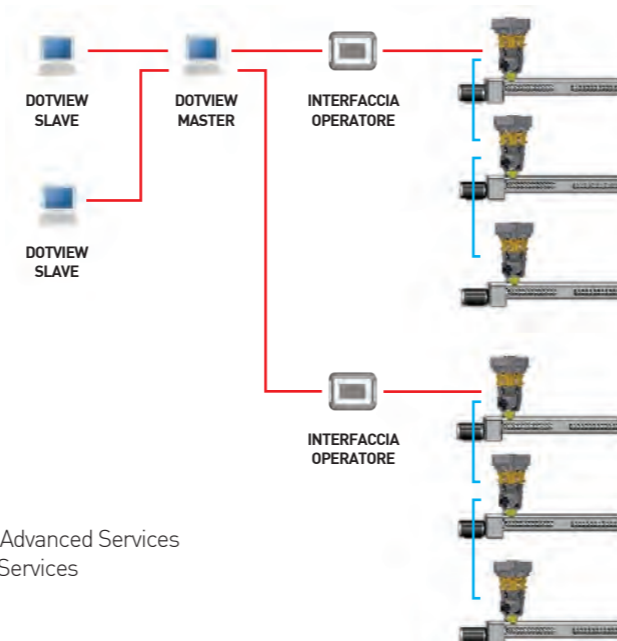 DOTVIEW
SLAVE
DOTVIEW
MASTER
INTERFACCIA
OPERATORE
DOTVIEW
SLAVE
INTERFACCIA
OPERATORE
Advanced Services
Services